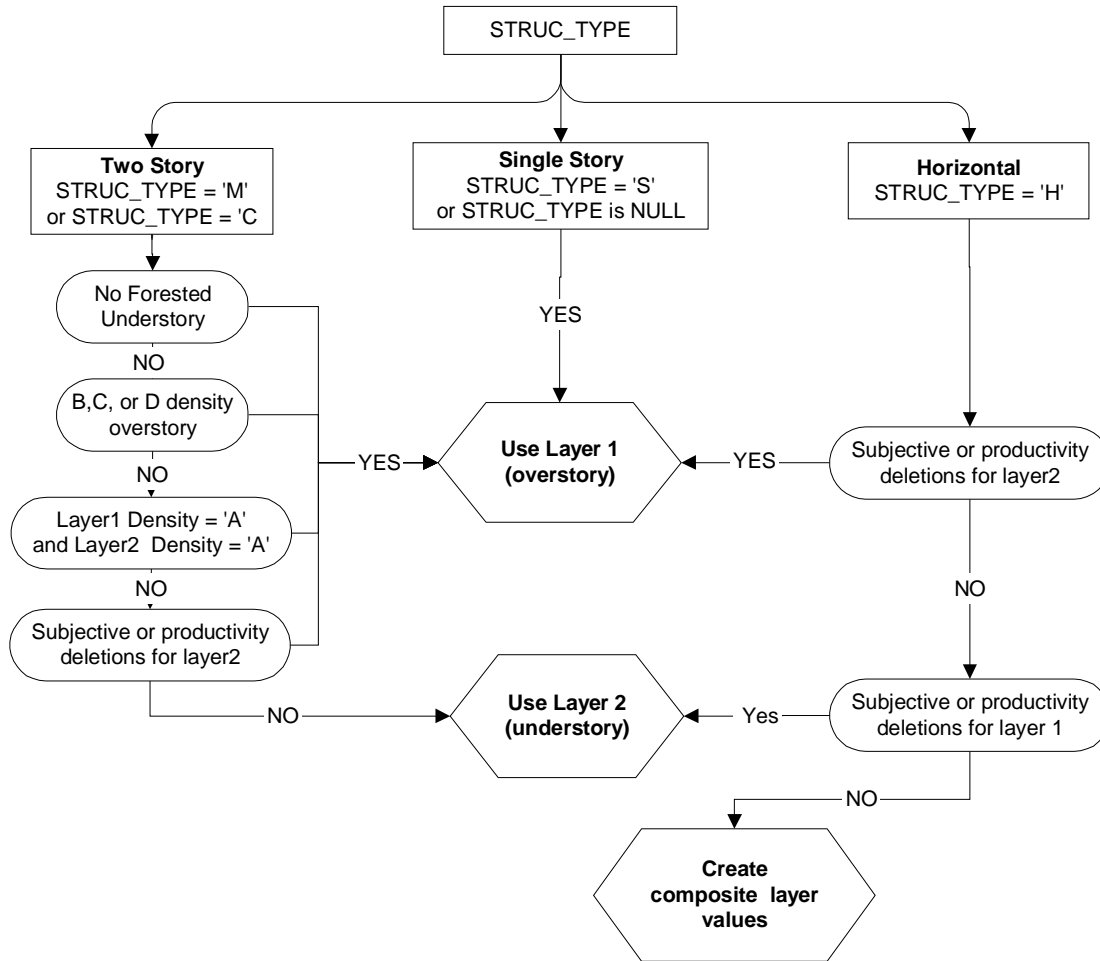 STRUC_TYPE
Two Story
STRUC_TYPE = 'M'
or STRUC_TYPE = 'C
Single Story
STRUC_TYPE = 'S'
or STRUC_TYPE is NULL
Horizontal
STRUC_TYPE = 'H'
No Forested
Understory
NO
B,C, or D density
overstory
NO
Layer1 Density = 'A'
and Layer2 Density = 'A'
NO
Subjective or productivity
deletions for layer2
YES
YES
Use Layer 1
(overstory)
YES
Subjective or productivity
deletions for layer2
NO
NO
Use Layer 2
(understory)
Yes
Subjective or productivity
deletions for layer 1
NO
Create
composite layer
values